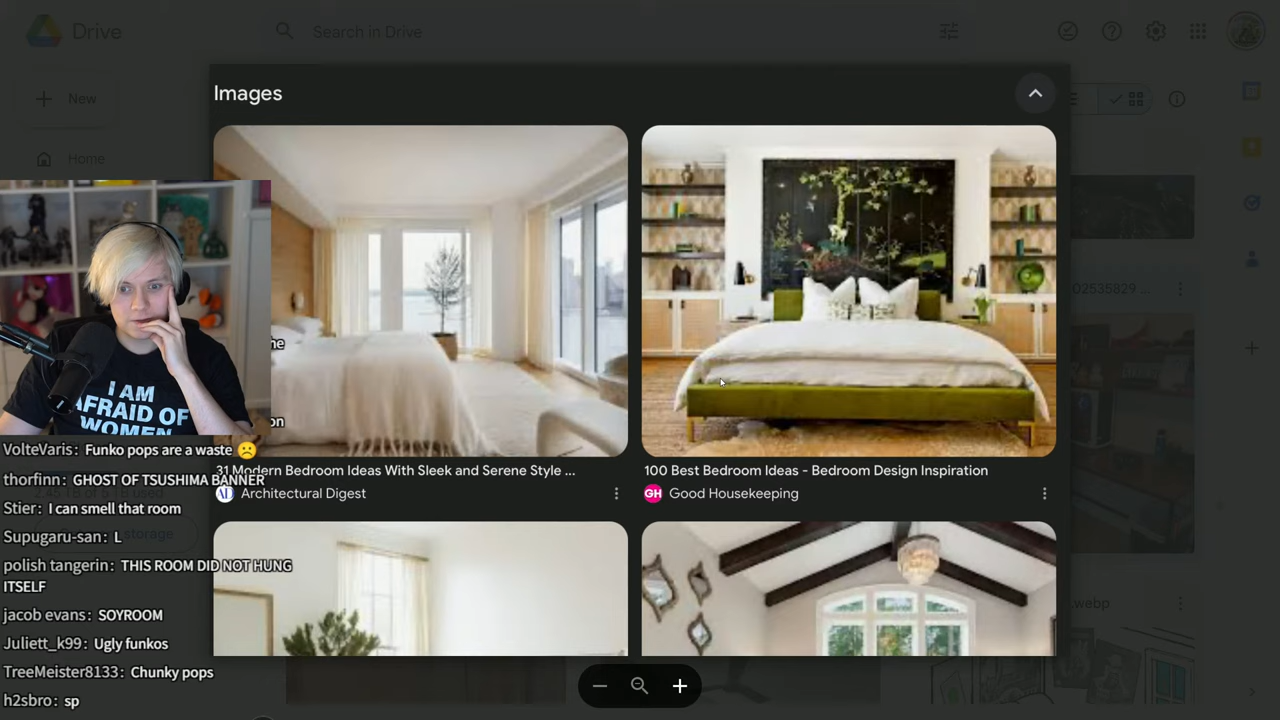 Drive
Search in Drive
New
Home
Images
31 Modern Bedroom Ideas With Sleek and Serene Style ...
Architectural Digest
100 Best Bedroom Ideas - Bedroom Design Inspiration
GH Good Housekeeping
02535829 ...
.webp
I AM
AFRAID OF
WOMEN
VolteVaris: Funko pops are a waste ☹️
thorfinn: GHOST OF TSUSHIMA BANNER
Stier: I can smell that room
Supugaru-san: L
polish tangerin: THIS ROOM DID NOT HUNG
ITSELF
jacob evans: SOYROOM
Juliett_k99: Ugly funkos
TreeMeister8133: Chunky pops
h2sbro: sp